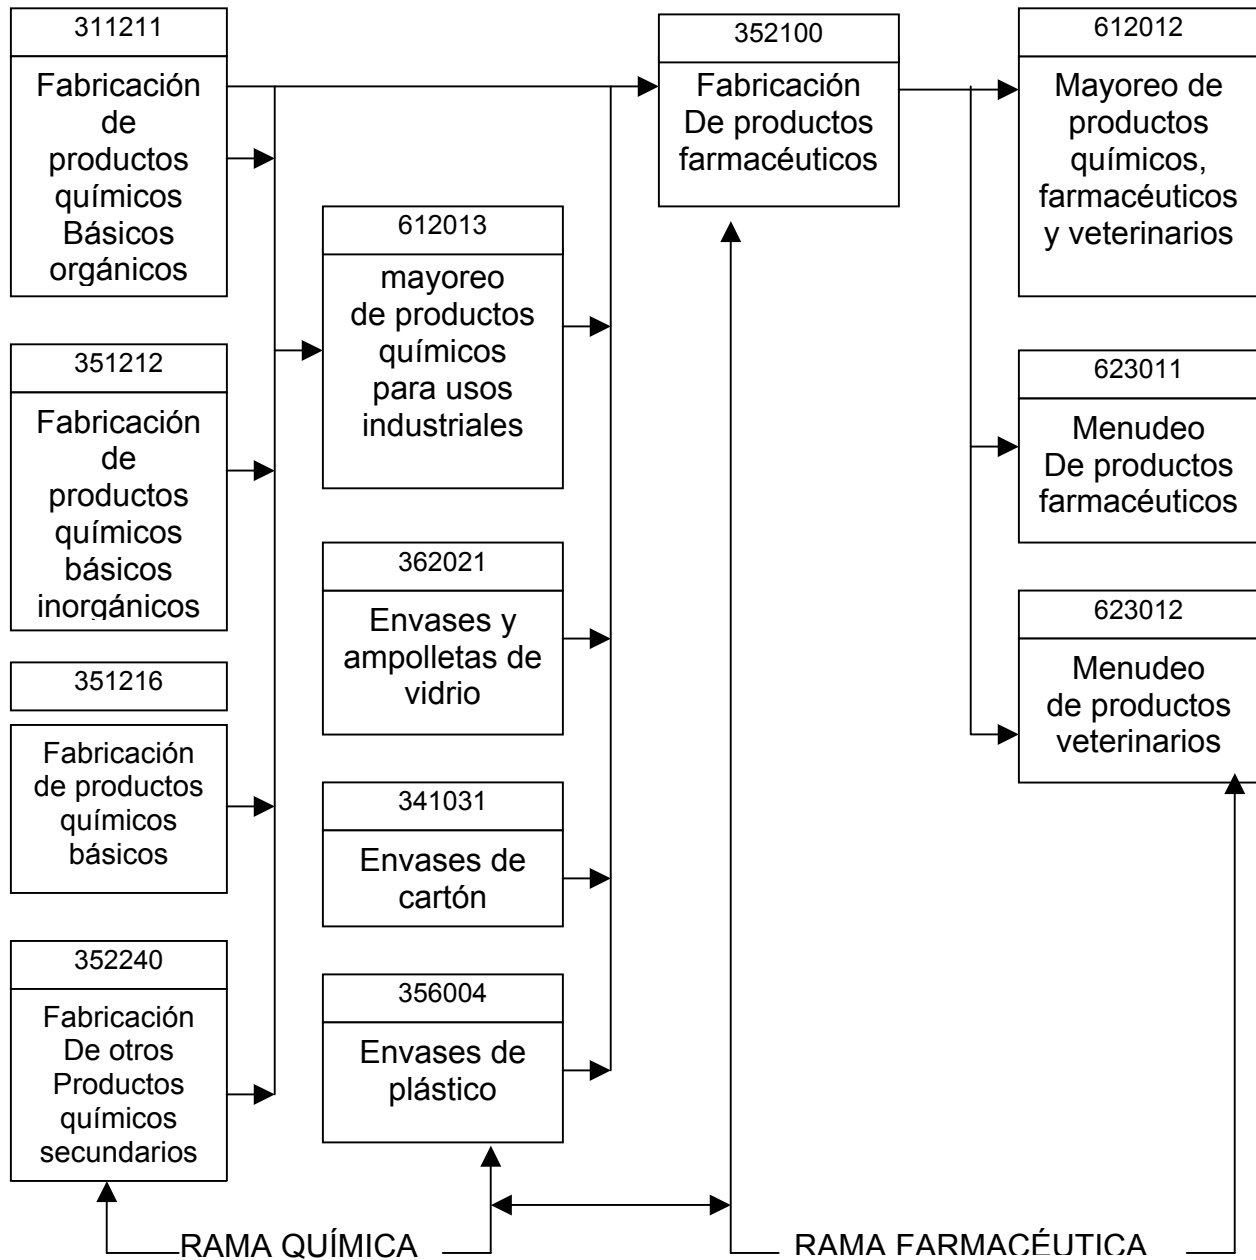 311211
Fabricación
de
productos
químicos
Básicos
orgánicos
351212
Fabricación
de
productos
químicos
básicos
inorgánicos
351216
Fabricación
de productos
químicos
básicos
352240
Fabricación
De otros
Productos
químicos
secundarios
612013
mayoreo
de productos
químicos
para usos
industriales
362021
Envases y
ampolletas de
vidrio
341031
Envases de
cartón
356004
Envases de
plástico
352100
Fabricación
De productos
farmacéuticos
612012
Mayoreo de
productos
químicos,
farmacéuticos
y veterinarios
623011
Menudeo
De productos
farmacéuticos
623012
Menudeo
de productos
veterinarios
RAMA QUÍMICA
RAMA FARMACÉUTICA